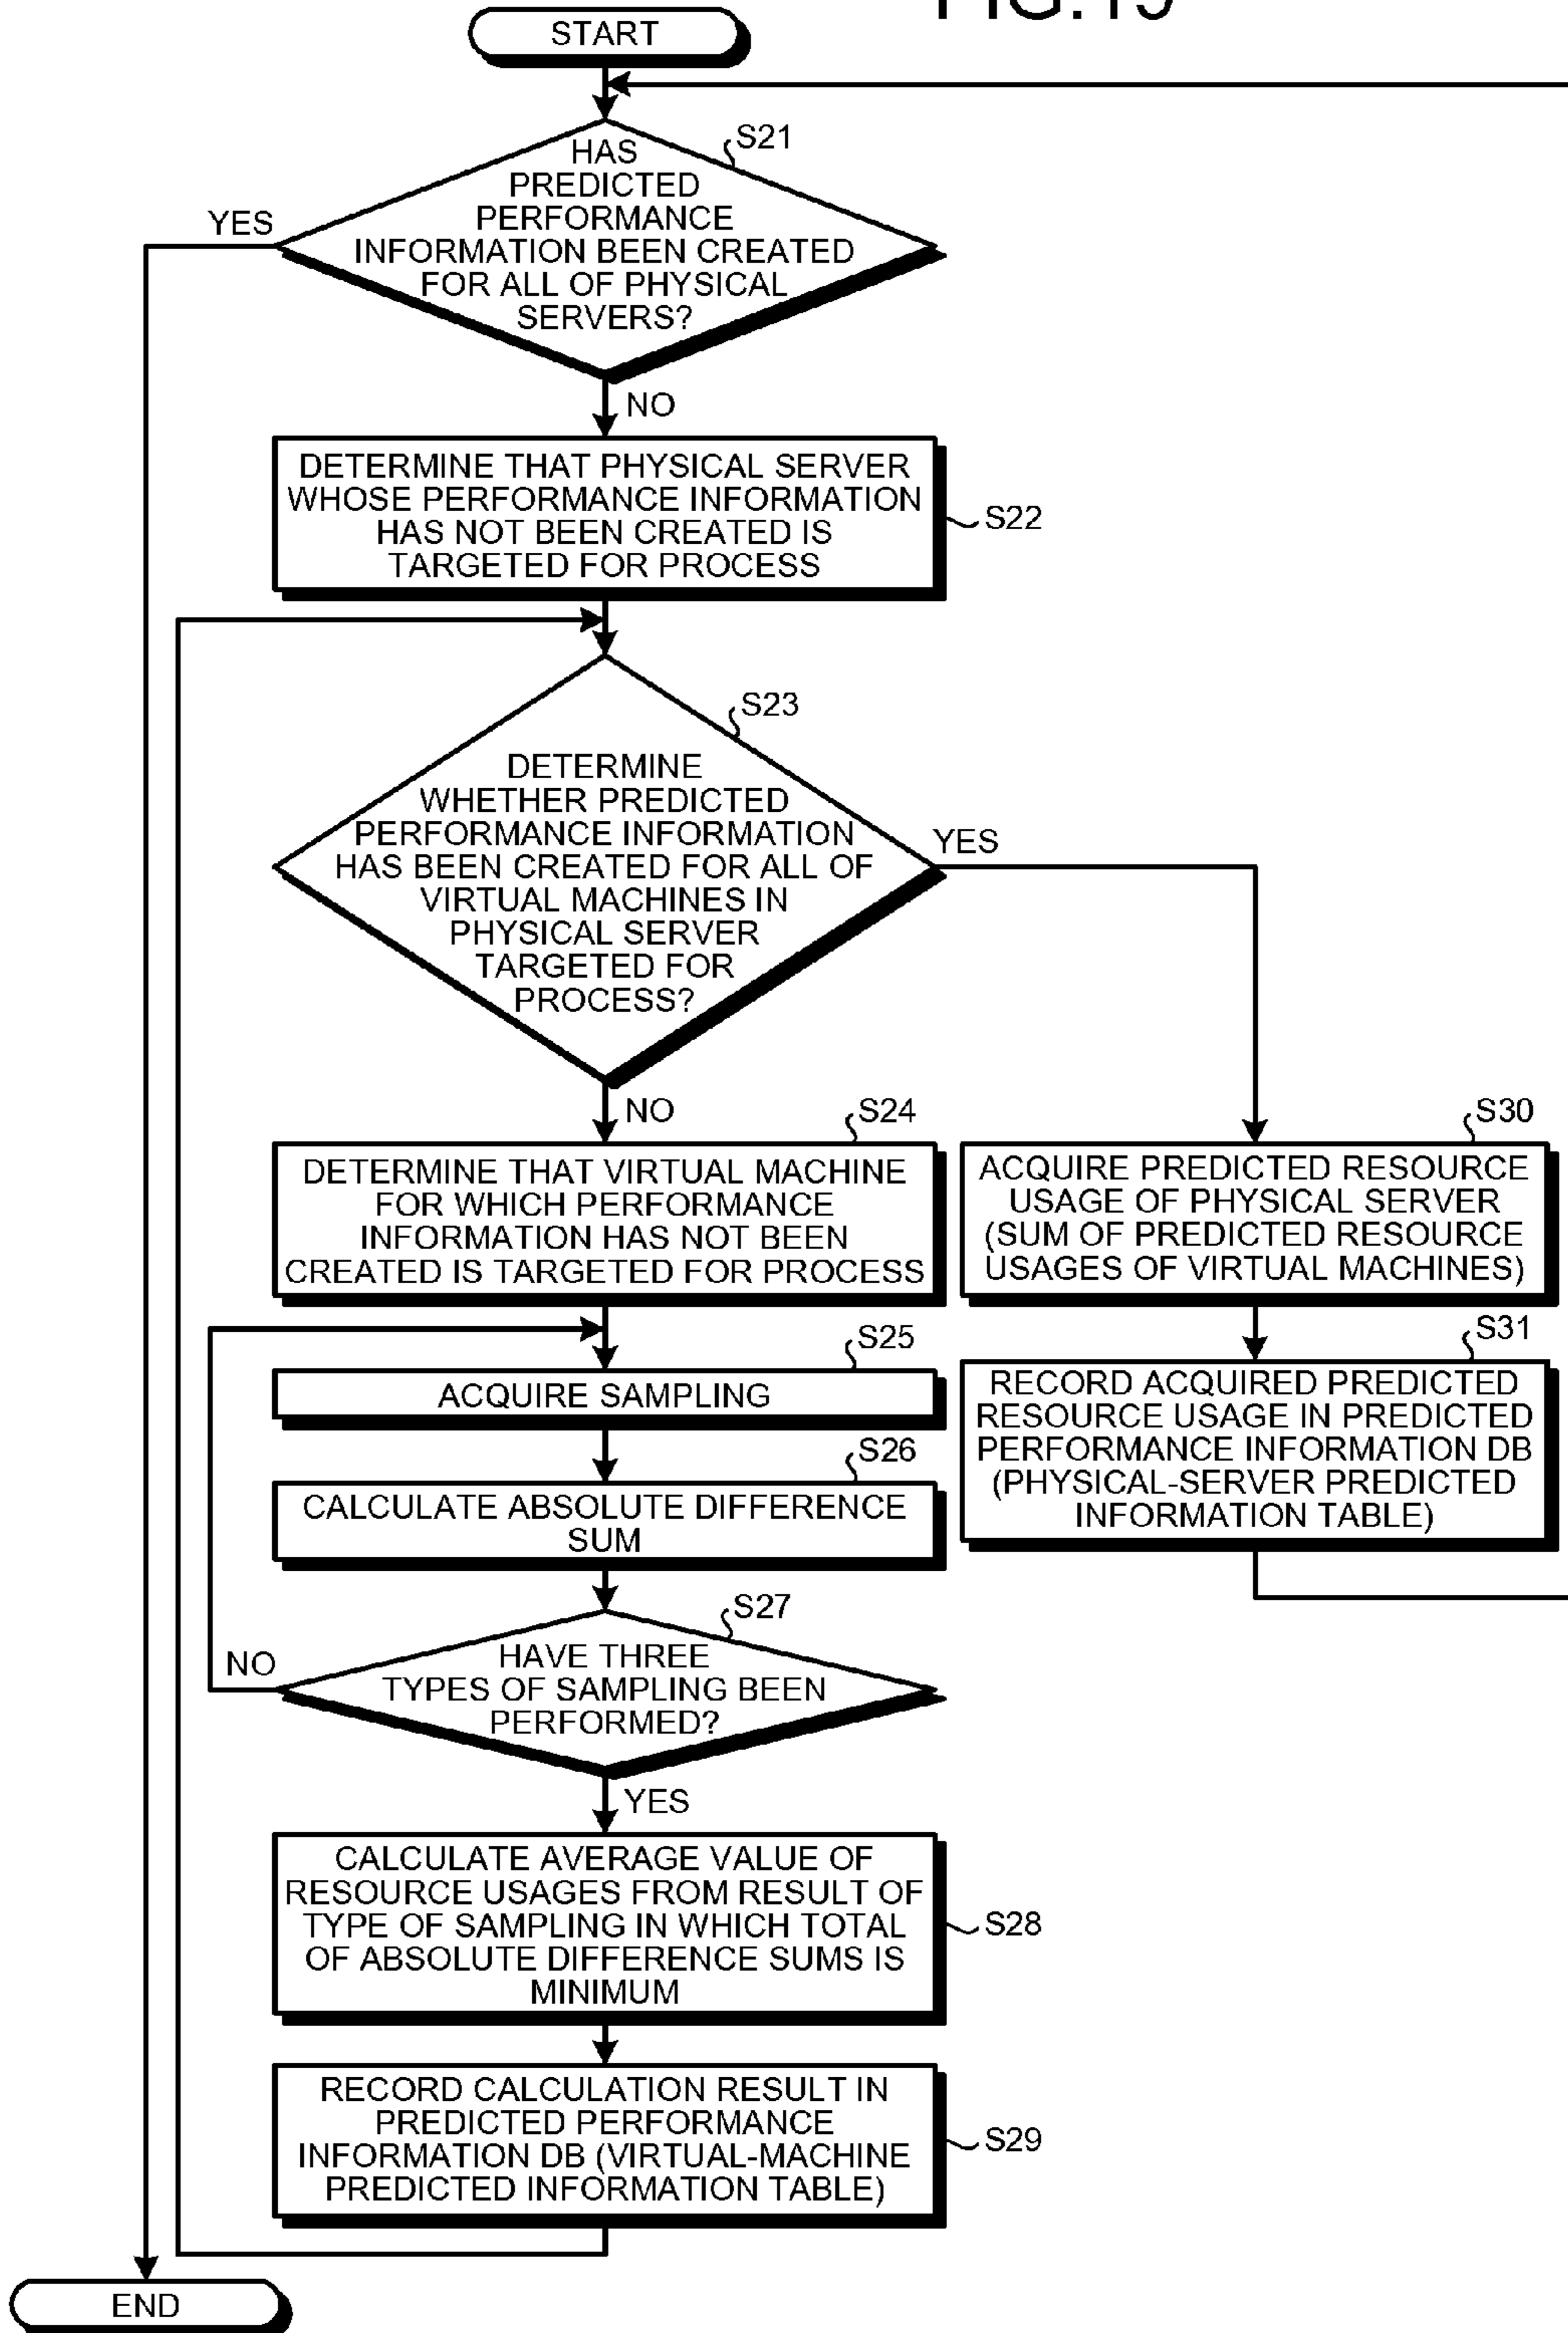 START
S21
HAS
PREDICTED
PERFORMANCE
INFORMATION BEEN CREATED
FOR ALL OF PHYSICAL
SERVERS?
YES
NO
DETERMINE THAT PHYSICAL SERVER
WHOSE PERFORMANCE INFORMATION
HAS NOT BEEN CREATED IS
TARGETED FOR PROCESS
S22
S23
DETERMINE
WHETHER PREDICTED
PERFORMANCE INFORMATION
HAS BEEN CREATED FOR ALL OF
VIRTUAL MACHINES IN
PHYSICAL SERVER
TARGETED FOR
PROCESS?
YES
NO
S24
DETERMINE THAT VIRTUAL MACHINE
FOR WHICH PERFORMANCE
INFORMATION HAS NOT BEEN
CREATED IS TARGETED FOR PROCESS
S30
ACQUIRE PREDICTED RESOURCE
USAGE OF PHYSICAL SERVER
(SUM OF PREDICTED RESOURCE
USAGES OF VIRTUAL MACHINES)
S25
ACQUIRE SAMPLING
S31
RECORD ACQUIRED PREDICTED
RESOURCE USAGE IN PREDICTED
PERFORMANCE INFORMATION DB
(PHYSICAL-SERVER PREDICTED
INFORMATION TABLE)
S26
CALCULATE ABSOLUTE DIFFERENCE
SUM
S27
HAVE THREE
TYPES OF SAMPLING BEEN
PERFORMED?
NO
YES
CALCULATE AVERAGE VALUE OF
RESOURCE USAGES FROM RESULT OF
TYPE OF SAMPLING IN WHICH TOTAL
OF ABSOLUTE DIFFERENCE SUMS IS
MINIMUM
S28
RECORD CALCULATION RESULT IN
PREDICTED PERFORMANCE
INFORMATION DB (VIRTUAL-MACHINE
PREDICTED INFORMATION TABLE)
S29
END